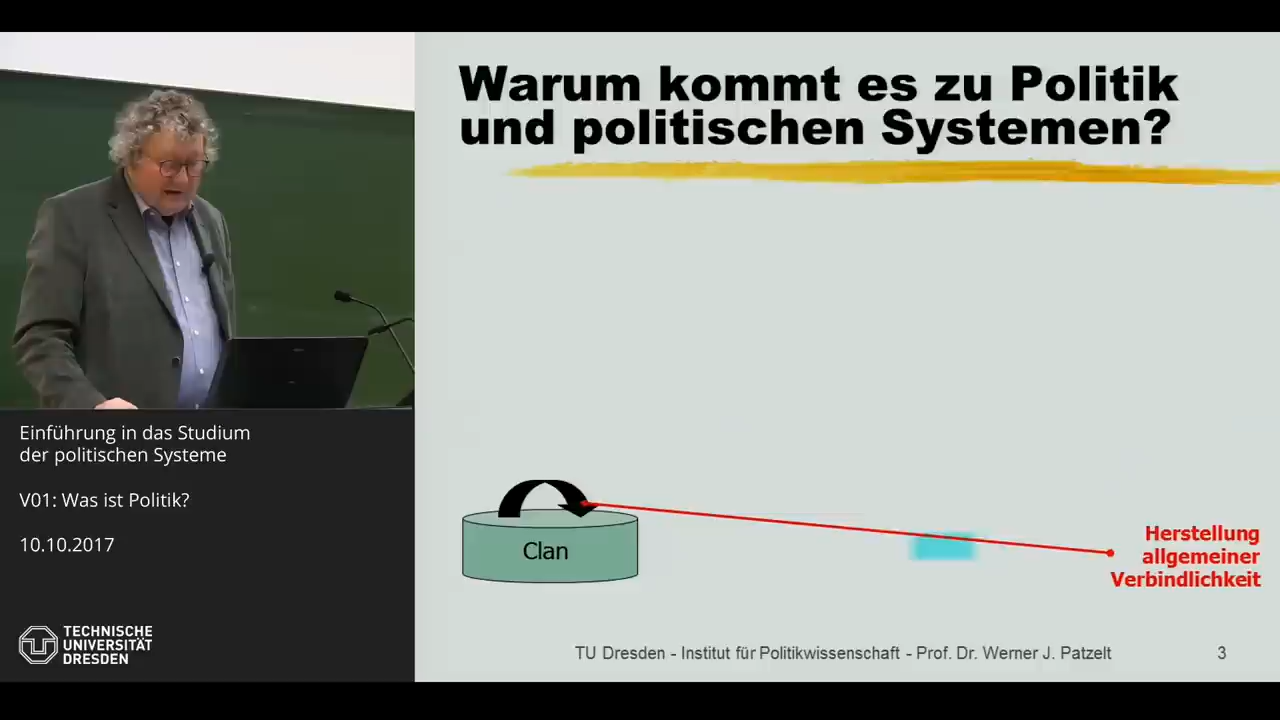 Warum kommt es zu Politik
und politischen Systemen?
Clan
Herstellung
allgemeiner
Verbindlichkeit
TU Dresden - Institut für Politikwissenschaft - Prof. Dr. Werner J. Patzelt
3
Einführung in das Studium
der politischen Systeme
V01: Was ist Politik?
10.10.2017
TECHNISCHE
UNIVERSITÄT
DRESDEN